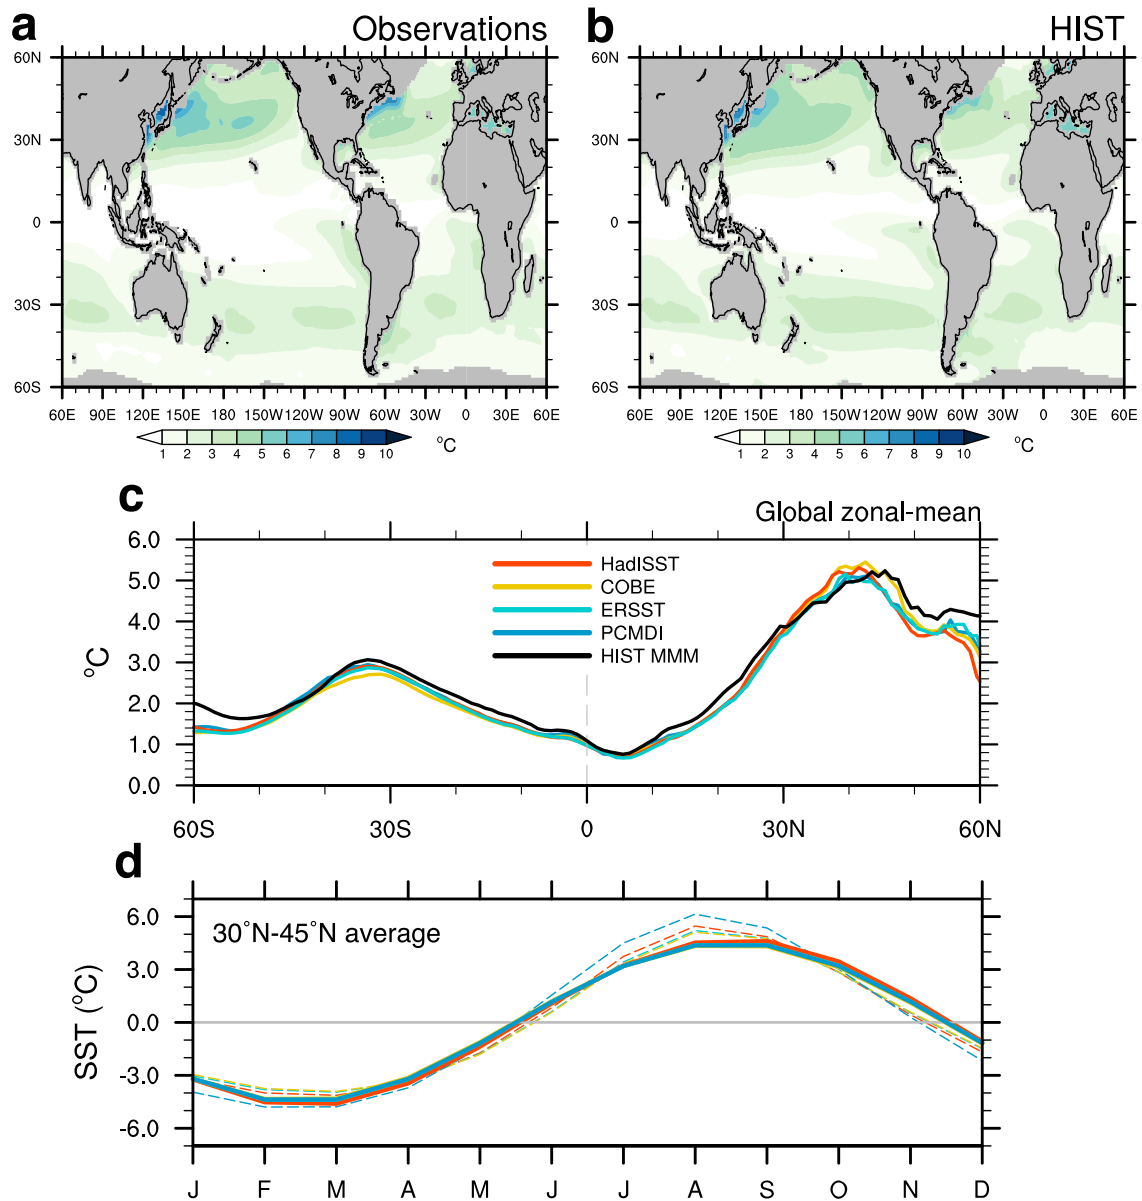 a Observations
60N
30N
0
30S
60S
60E 90E 120E 150E 180 150W 120W 90W 60W 30W 0 30E 60E
1 2 3 4 5 6 7 8 9 10
°C
b HIST
60N
30N
0
30S
60S
60E 90E 120E 150E 180 150W 120W 90W 60W 30W 0 30E 60E
1 2 3 4 5 6 7 8 9 10
°C
c Global zonal-mean
6.0
5.0
4.0
3.0
2.0
1.0
0.0
°C
HadISST
COBE
ERSST
PCMDI
HIST MMM
60S 30S 0 30N 60N
d
30°N-45°N average
6.0
3.0
0.0
-3.0
-6.0
SST (°C)
J F M A M J J A S O N D